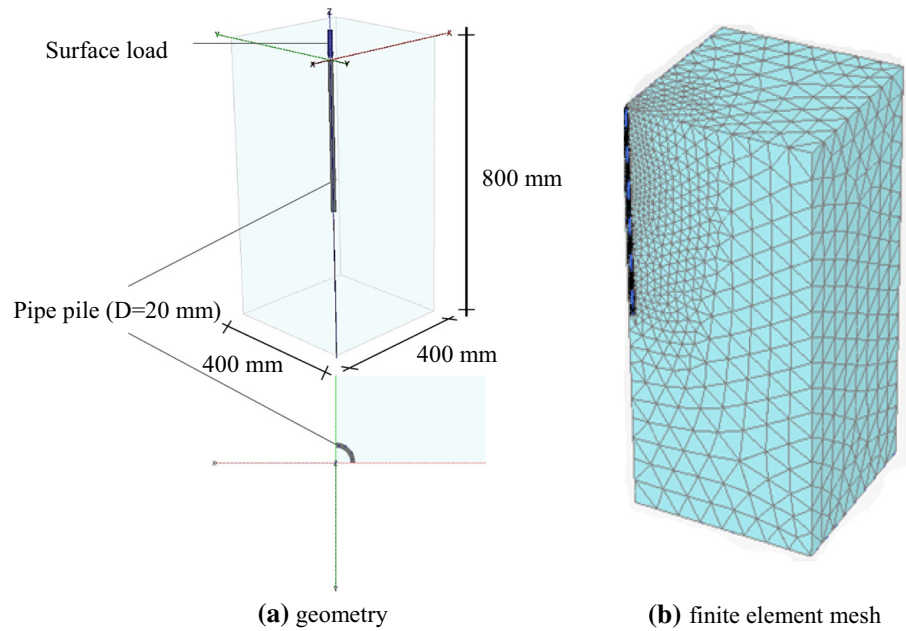 Z
Y
X
Surface load
X
Y
800 mm
Pipe pile (D=20 mm)
400 mm
400 mm
(a) geometry
(b) finite element mesh